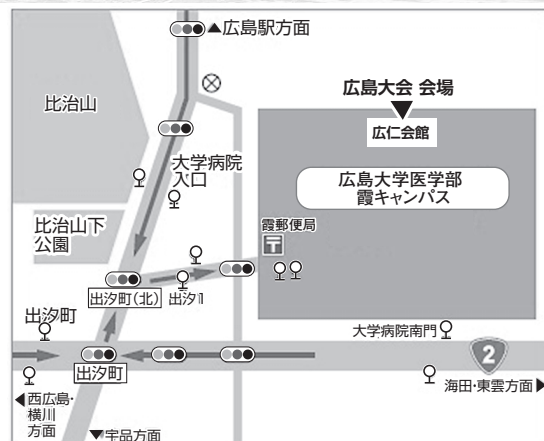 ▲広島駅方面
比治山
広島大会 会場
広仁会館
大学病院
入口
広島大学医学部
霞キャンパス
比治山下
公園
霞郵便局
〒
出汐町(北)
出汐1
出汐町
大学病院南門
2
出汐町
海田・東雲方面▶
◀西広島・
横川
方面
▼宇品方面